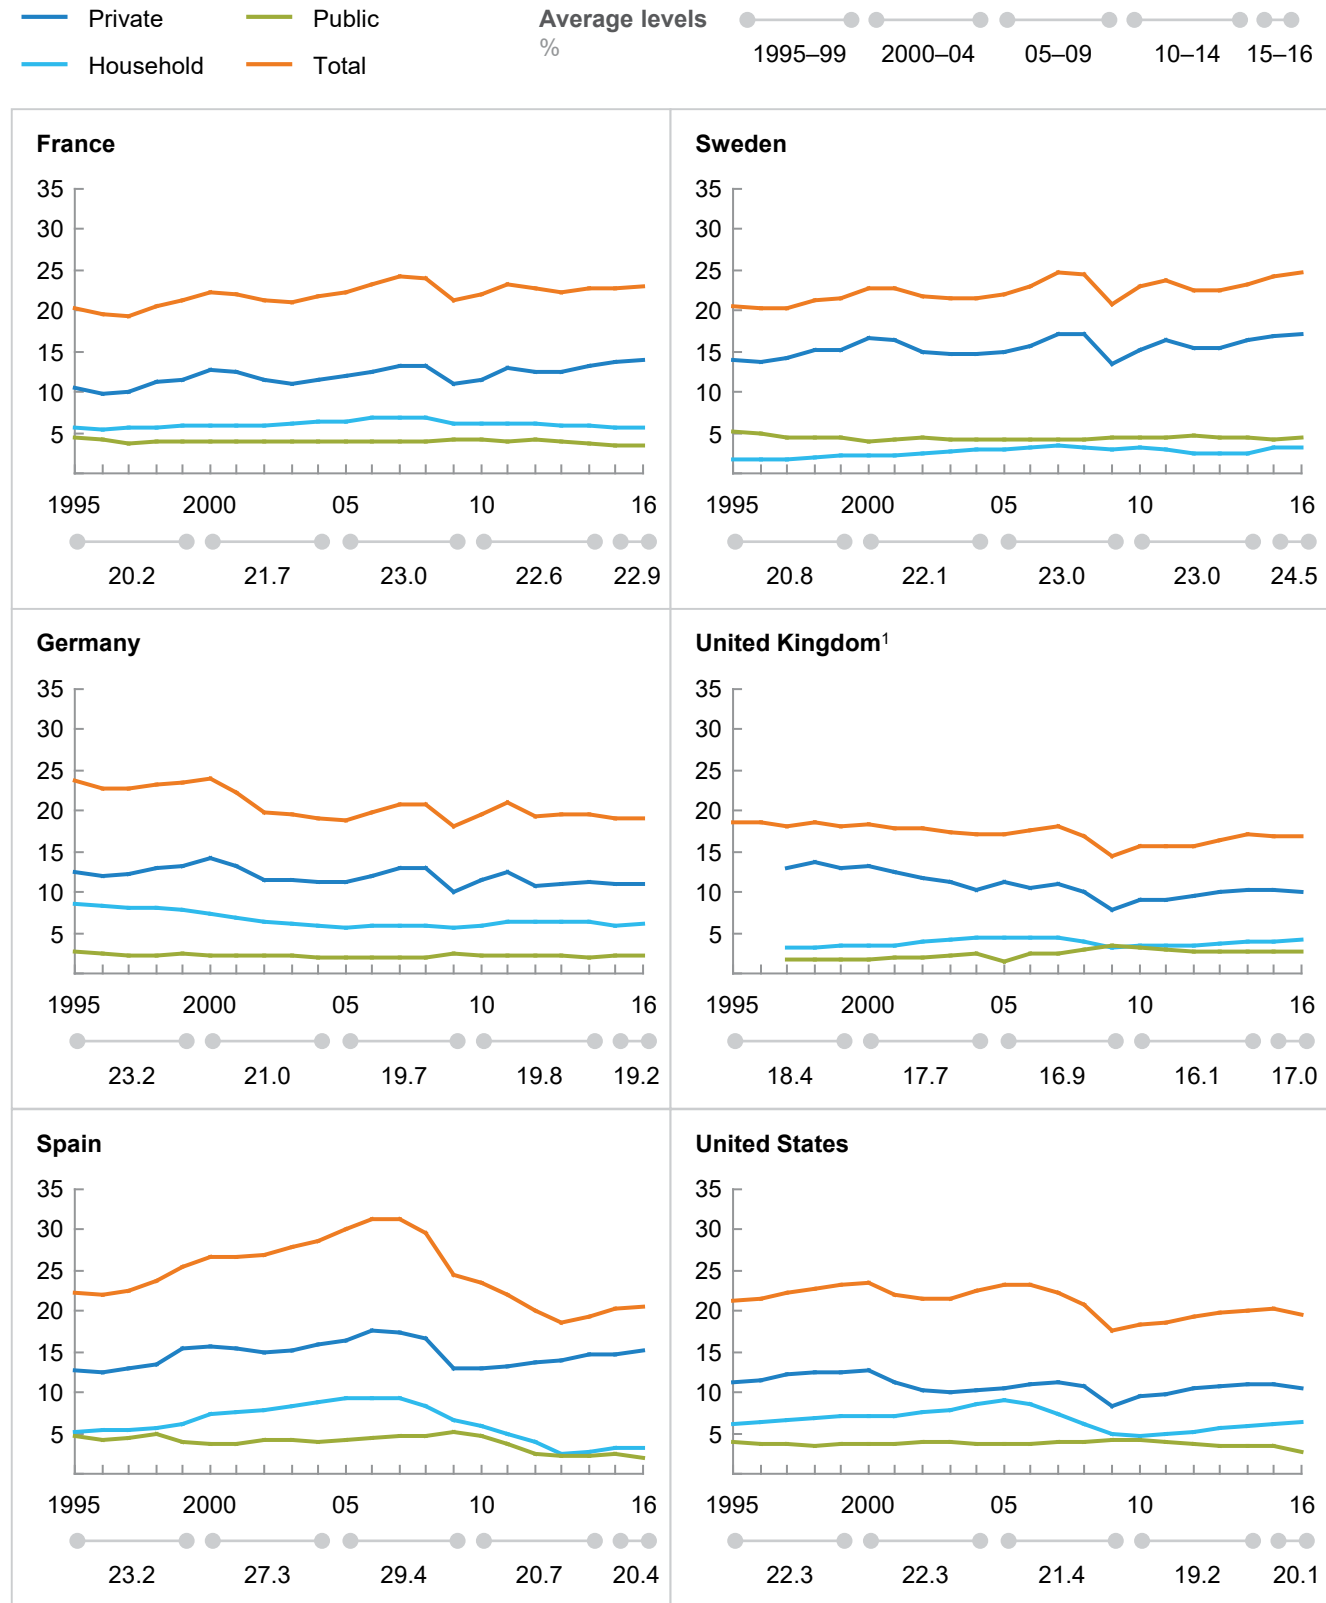 Private Public Average levels
% 1995–99 2000–04 05–09 10–14 15–16
Household Total
France
35
30
25
20
15
10
5
1995 2000 05 10 16
20.2 21.7 23.0 22.6 22.9
Sweden
35
30
25
20
15
10
5
1995 2000 05 10 16
20.8 22.1 23.0 23.0 24.5
Germany
35
30
25
20
15
10
5
1995 2000 05 10 16
23.2 21.0 19.7 19.8 19.2
United Kingdom¹
35
30
25
20
15
10
5
1995 2000 05 10 16
18.4 17.7 16.9 16.1 17.0
Spain
35
30
25
20
15
10
5
1995 2000 05 10 16
23.2 27.3 29.4 20.7 20.4
United States
35
30
25
20
15
10
5
1995 2000 05 10 16
22.3 22.3 21.4 19.2 20.1